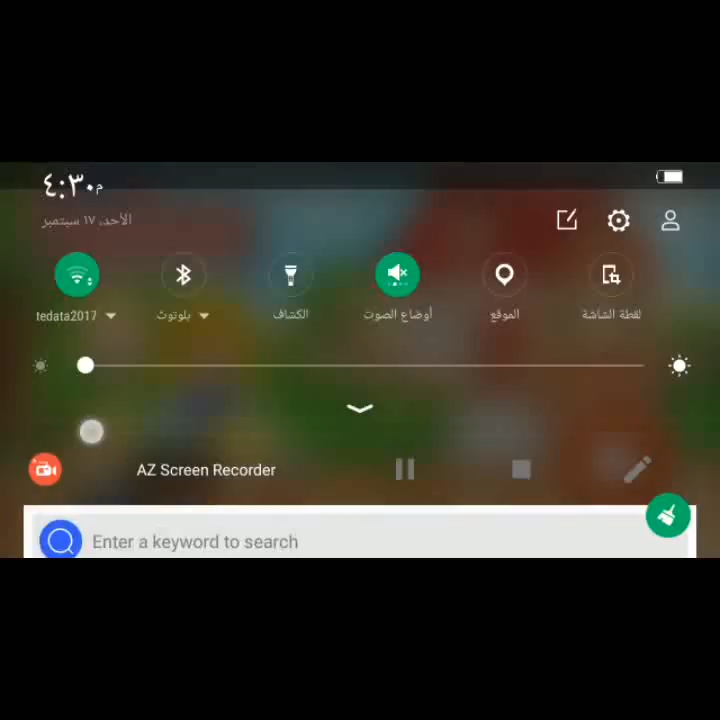 ٤:٣٠ م
الأحد، ١٧ سبتمبر
tedata2017
بلوتوث
الكشاف
أوضاع الصوت
الموقع
لقطة الشاشة
AZ Screen Recorder
Enter a keyword to search